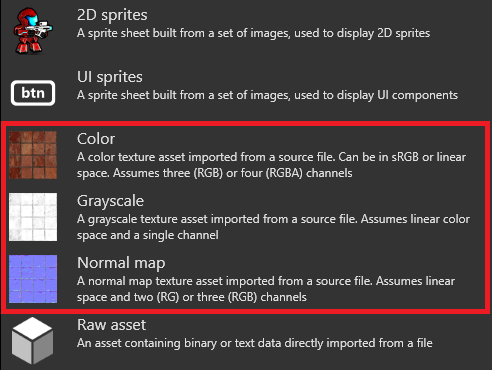 2D sprites
A sprite sheet built from a set of images, used to display 2D sprites
btn
UI sprites
A sprite sheet built from a set of images, used to display UI components
Color
A color texture asset imported from a source file. Can be in sRGB or linear
space. Assumes three (RGB) or four (RGBA) channels
Grayscale
A grayscale texture asset imported from a source file. Assumes linear color
space and a single channel
Normal map
A normal map texture asset imported from a source file. Assumes linear
space and two (RG) or three (RGB) channels
Raw asset
An asset containing binary or text data directly imported from a file